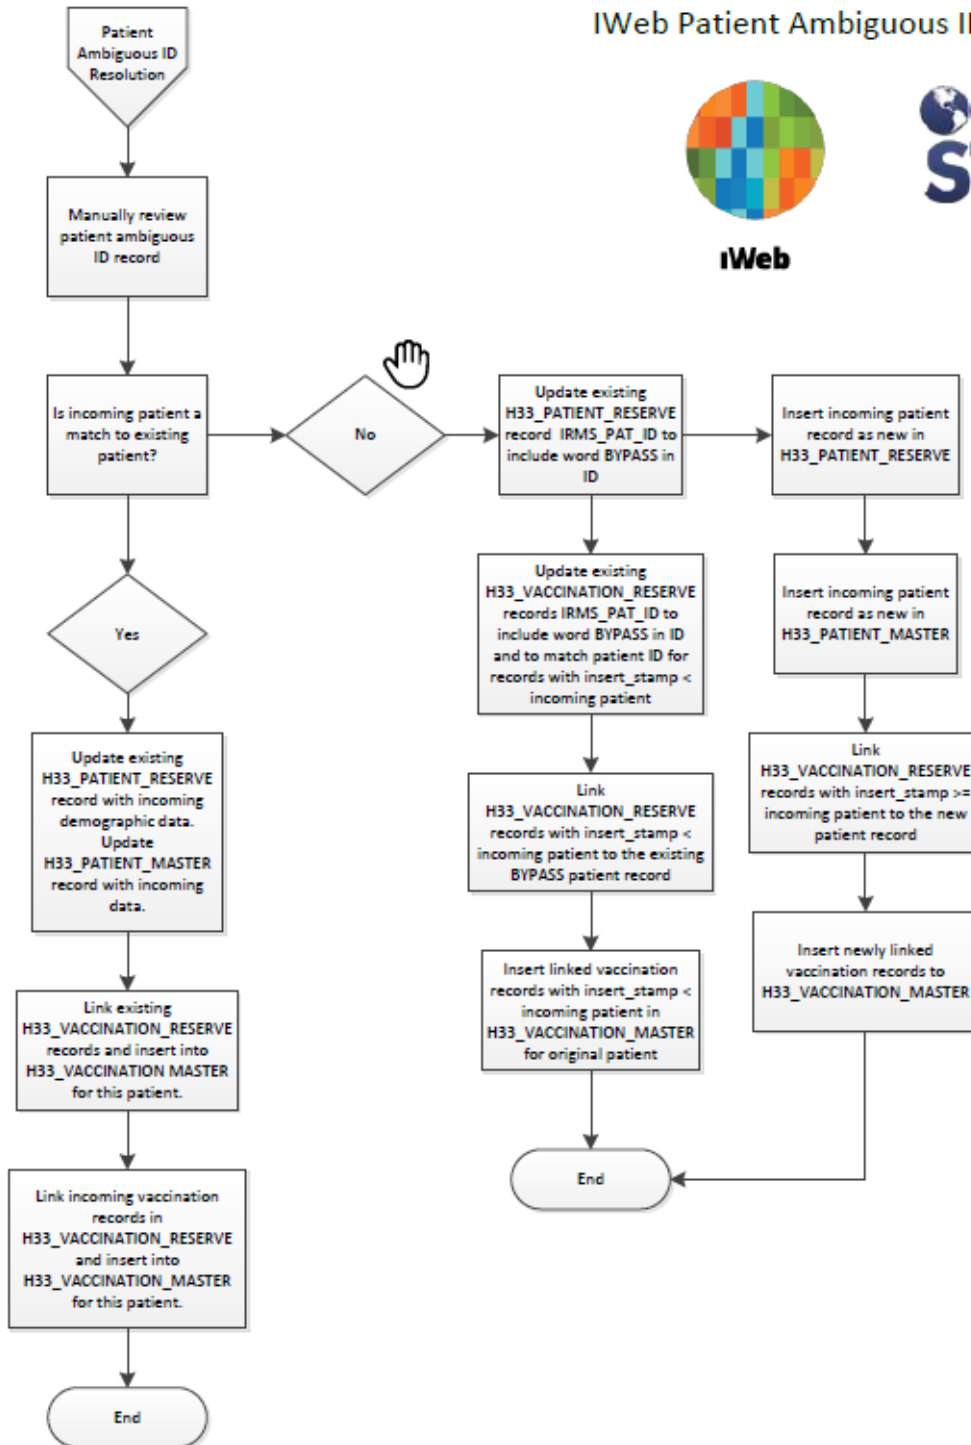 IWeb Patient Ambiguous
Patient
Ambiguous ID
Resolution
iWeb
Manually review
patient ambiguous
ID record
Is incoming patient a
match to existing
patient?
No
Update existing
H33_PATIENT_RESERVE
record IRMS_PAT_ID to
include word BYPASS in
ID
Insert incoming patient
record as new in
H33_PATIENT_RESERVE
Update existing
H33_VACCINATION_RESERVE
records IRMS_PAT_ID to
include word BYPASS in ID
and to match patient ID for
records with insert_stamp <
incoming patient
Insert incoming patient
record as new in
H33_PATIENT_MASTER
Yes
Update existing
H33_PATIENT_RESERVE
record with incoming
demographic data.
Update
H33_PATIENT_MASTER
record with incoming
data.
Link
H33_VACCINATION_RESERVE
records with insert_stamp <
incoming patient to the existing
BYPASS patient record
Link
H33_VACCINATION_RESERVE
records with insert_stamp >=
incoming patient to the new
patient record
Insert linked vaccination
records with insert_stamp <
incoming patient in
H33_VACCINATION_MASTER
for original patient
Insert newly linked
vaccination records to
H33_VACCINATION_MASTER
Link existing
H33_VACCINATION_RESERVE
records and insert into
H33_VACCINATION MASTER
for this patient.
End
Link incoming vaccination
records in
H33_VACCINATION_RESERVE
and insert into
H33_VACCINATION_MASTER
for this patient.
End